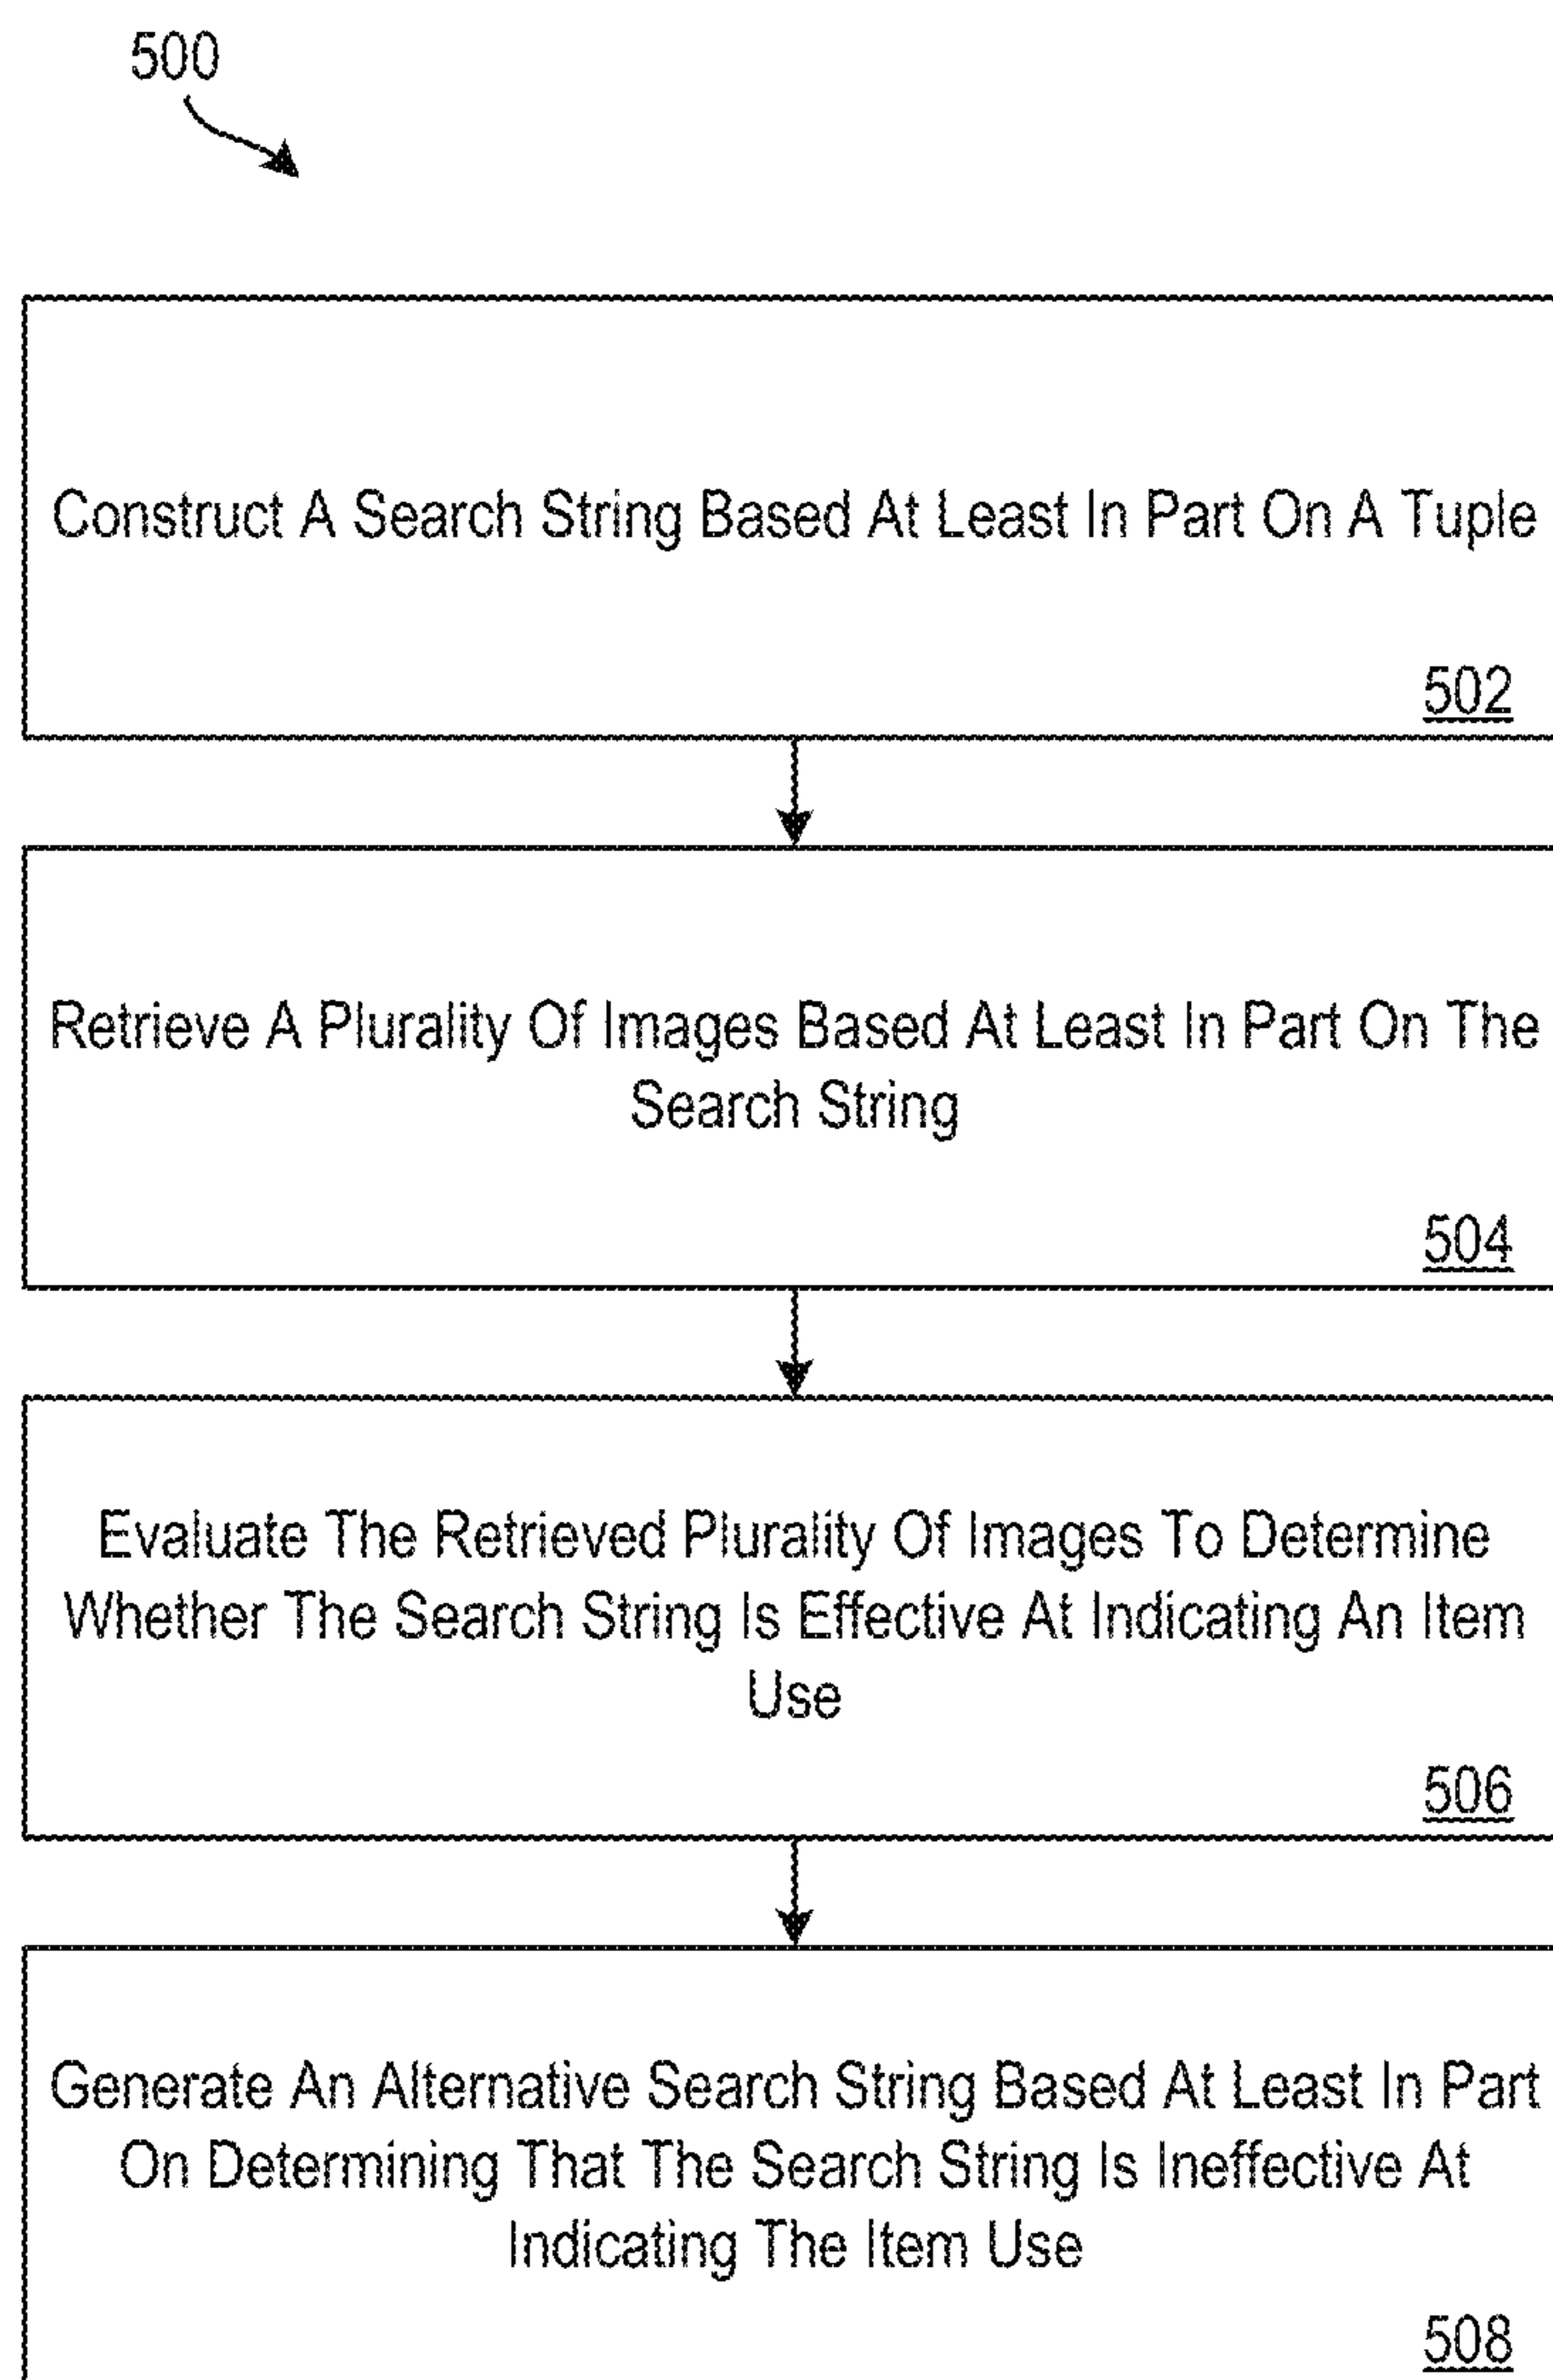 500
Construct A Search String Based At Least In Part On A Tuple
502
Retrieve A Plurality Of Images Based At Least In Part On The
Search String
504
Evaluate The Retrieved Plurality Of Images To Determine
Whether The Search String Is Effective At Indicating An Item
Use
506
Generate An Alternative Search String Based At Least In Part
On Determining That The Search String Is Ineffective At
Indicating The Item Use
508